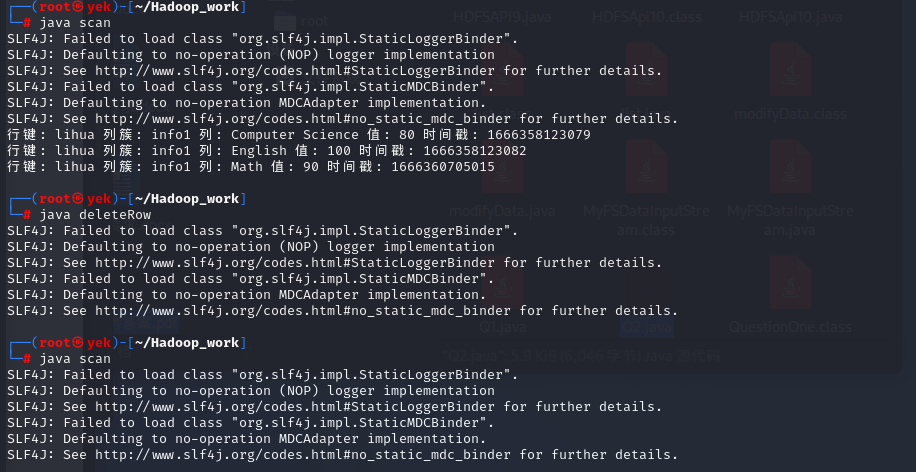 HDFSAPI9.java HDFSApi10.class HDFSApi10.java
root
┌──(root㉿yek)-[~/Hadoop_work]
└─# java scan
SLF4J: Failed to load class "org.slf4j.impl.StaticLoggerBinder".
SLF4J: Defaulting to no-operation (NOP) logger implementation
SLF4J: See http://www.slf4j.org/codes.html#StaticLoggerBinder for further details.
SLF4J: Failed to load class "org.slf4j.impl.StaticMDCBinder".
SLF4J: Defaulting to no-operation MDCAdapter implementation.
SLF4J: See http://www.slf4j.org/codes.html#no_static_mdc_binder for further details.
modifyData.class
行键: lihua 列簇: info1 列: Computer Science 值: 80 时间戳: 1666358123079
行键: lihua 列簇: info1 列: English 值: 100 时间戳: 1666358123082
行键: lihua 列簇: info1 列: Math 值: 90 时间戳: 1666360705015
┌──(root㉿yek)-[~/Hadoop_work]
└─# java deleteRow
modifyData.java MyFSDataInputStream.class MyFSDataInputStream.java
SLF4J: Failed to load class "org.slf4j.impl.StaticLoggerBinder".
SLF4J: Defaulting to no-operation (NOP) logger implementation
SLF4J: See http://www.slf4j.org/codes.html#StaticLoggerBinder for further details.
SLF4J: Failed to load class "org.slf4j.impl.StaticMDCBinder".
SLF4J: Defaulting to no-operation MDCAdapter implementation.
SLF4J: See http://www.slf4j.org/codes.html#no_static_mdc_binder for further details.
Q1.java Q2.java QuestionOne.class
┌──(root㉿yek)-[~/Hadoop_work]
└─# java scan
SLF4J: Failed to load class "org.slf4j.impl.StaticLoggerBinder".
SLF4J: Defaulting to no-operation (NOP) logger implementation
SLF4J: See http://www.slf4j.org/codes.html#StaticLoggerBinder for further details.
SLF4J: Failed to load class "org.slf4j.impl.StaticMDCBinder".
SLF4J: Defaulting to no-operation MDCAdapter implementation.
SLF4J: See http://www.slf4j.org/codes.html#no_static_mdc_binder for further details.